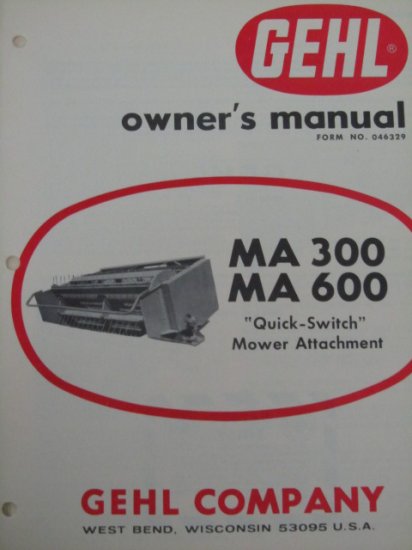 GEHL®
owner's manual
FORM NO. 046329
MA 300
MA 600
"Quick-Switch"
Mower Attachment
GEHL COMPANY
WEST BEND, WISCONSIN 53095 U.S.A.